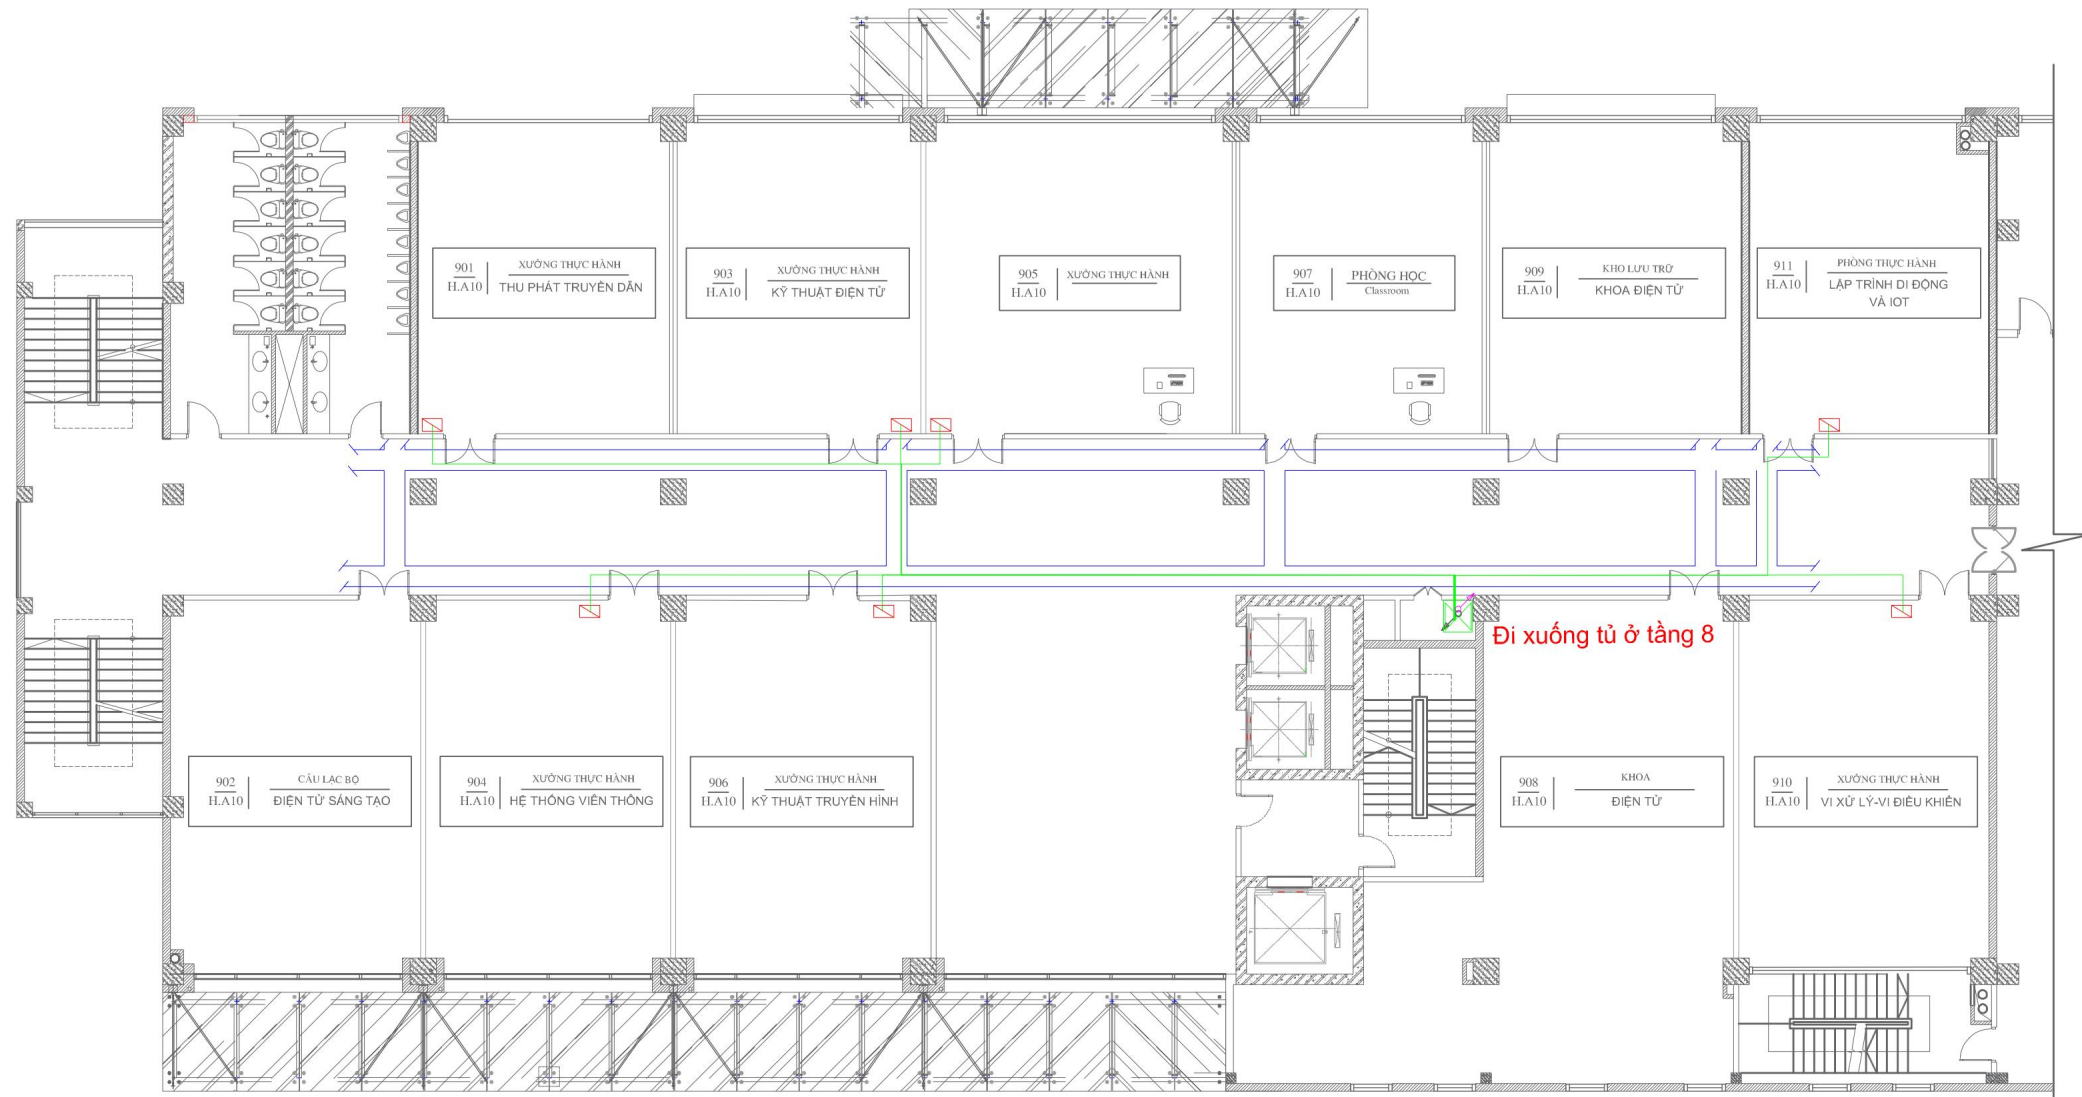 901
H.A10
XƯỞNG THỰC HÀNH
THU PHÁT TRUYỀN DẪN
903
H.A10
XƯỞNG THỰC HÀNH
KỸ THUẬT ĐIỆN TỬ
905
H.A10
XƯỞNG THỰC HÀNH
907
H.A10
PHÒNG HỌC
Classroom
909
H.A10
KHO LƯU TRỮ
KHOA ĐIỆN TỬ
911
H.A10
PHÒNG THỰC HÀNH
LẬP TRÌNH DI ĐỘNG
VÀ IOT
Đi xuống tủ ở tầng 8
902
H.A10
CÂU LẠC BỘ
ĐIỆN TỬ SÁNG TẠO
904
H.A10
XƯỞNG THỰC HÀNH
HỆ THỐNG VIỄN THÔNG
906
H.A10
XƯỞNG THỰC HÀNH
KỸ THUẬT TRUYỀN HÌNH
908
H.A10
KHOA
ĐIỆN TỬ
910
H.A10
XƯỞNG THỰC HÀNH
VI XỬ LÝ-VI ĐIỀU KHIỂN